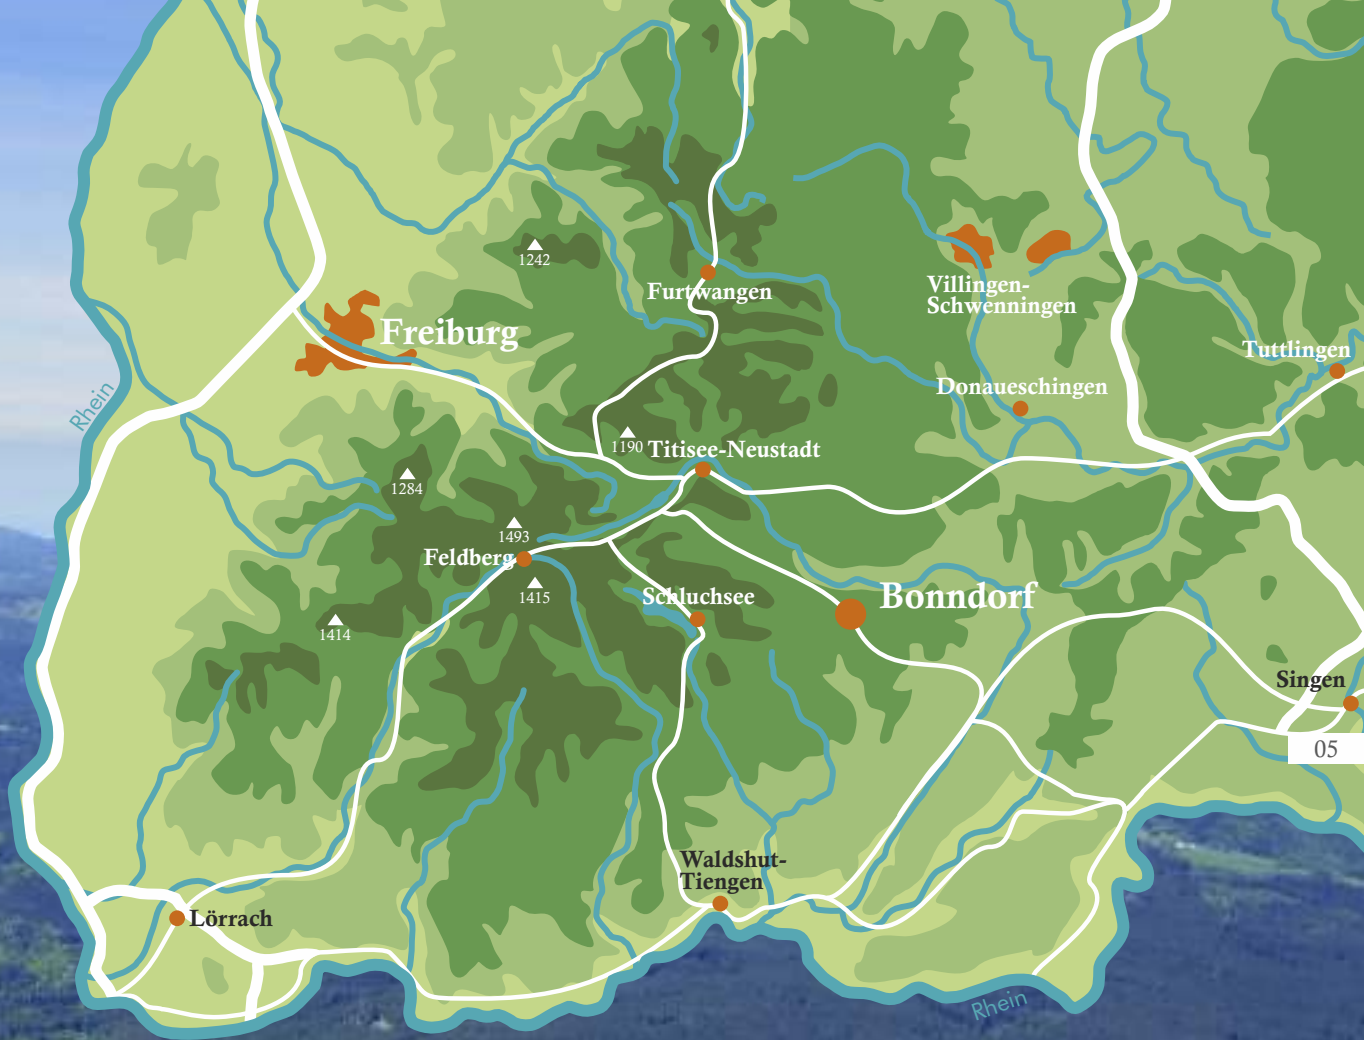 1242
Furtwangen
Villingen-
Schwenningen
Freiburg
Tuttlingen
Rhein
Donaueschingen
1190
Titisee-Neustadt
1284
1493
Feldberg
1415
Schluchsee
Bonndorf
1414
Singen
05
Waldshut-
Tiengen
Lörrach
Rhein